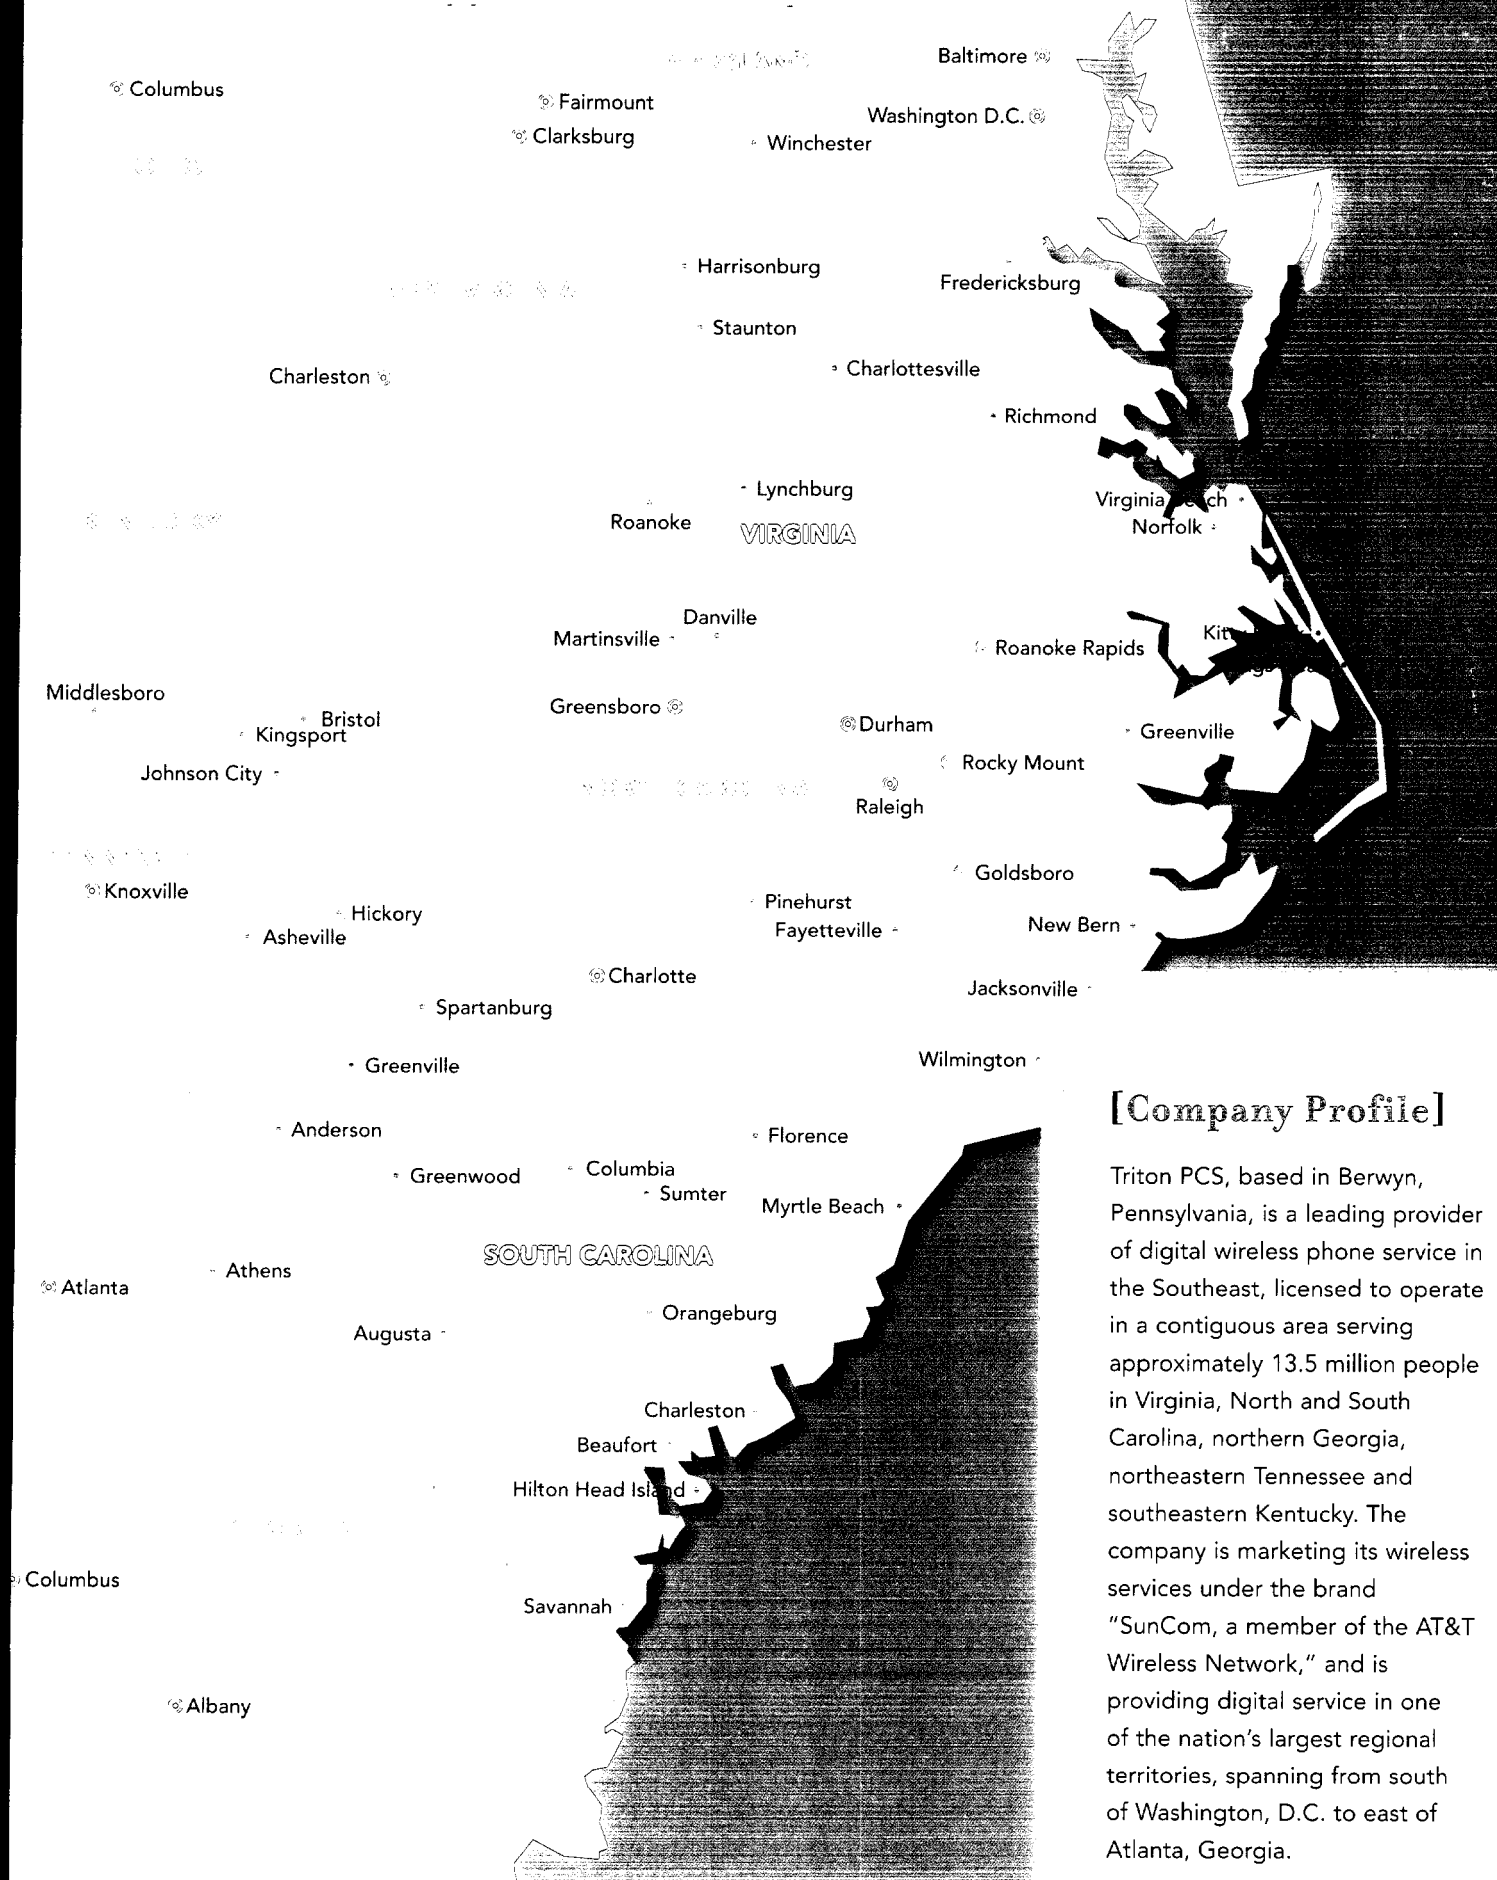 Baltimore
Columbus
Fairmount
Washington D.C.
Clarksburg
Winchester
Harrisonburg
Fredericksburg
Staunton
Charlottesville
Charleston
Richmond
Lynchburg
Virginia
Roanoke
VIRGINIA
Norfolk
Danville
Martinsville
Roanoke Rapids
Middlesboro
Greensboro
Bristol
Durham
Kingsport
Greenville
Rocky Mount
Johnson City
Raleigh
Goldsboro
Knoxville
Pinehurst
Hickory
Fayetteville
New Bern
Asheville
Charlotte
Jacksonville
Spartanburg
Wilmington
Greenville
[Company Profile]
Anderson
Florence
Columbia
Greenwood
Sumter
Myrtle Beach
SOUTH CAROLINA
Athens
Atlanta
Orangeburg
Augusta
Charleston
Beaufort
Hilton Head Island
Columbus
Savannah
Albany
Triton PCS, based in Berwyn,
Pennsylvania, is a leading provider
of digital wireless phone service in
the Southeast, licensed to operate
in a contiguous area serving
approximately 13.5 million people
in Virginia, North and South
Carolina, northern Georgia,
northeastern Tennessee and
southeastern Kentucky. The
company is marketing its wireless
services under the brand
"SunCom, a member of the AT&T
Wireless Network," and is
providing digital service in one
of the nation's largest regional
territories, spanning from south
of Washington, D.C. to east of
Atlanta, Georgia.